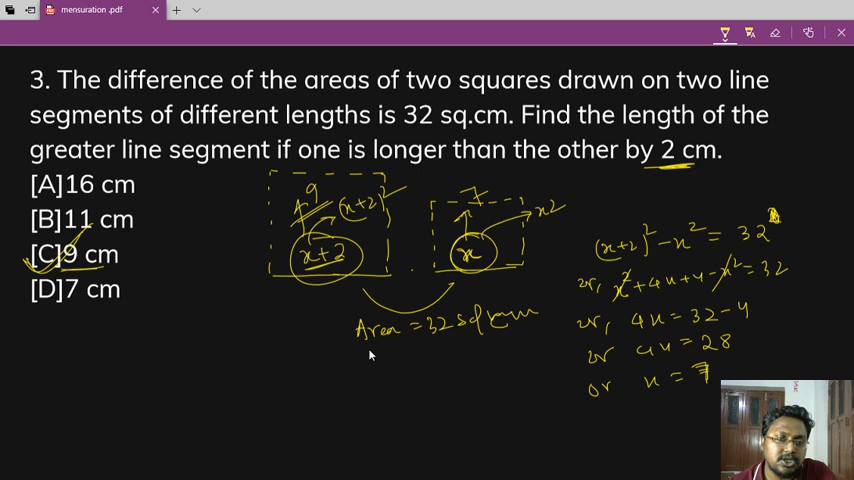 mensuration .pdf
3. The difference of the areas of two squares drawn on two line
segments of different lengths is 32 sq.cm. Find the length of the
greater line segment if one is longer than the other by 2 cm.
[A]16 cm
[B]11 cm
[C]9 cm
[D]7 cm
9
(x+2)²
x+2
7
x2
x
Area = 32 sq
(x+2)² - x² = 32
or, x² + 4x + 4 - x² = 32
or, 4x = 32 - 4
or 4x = 28
or x = 7